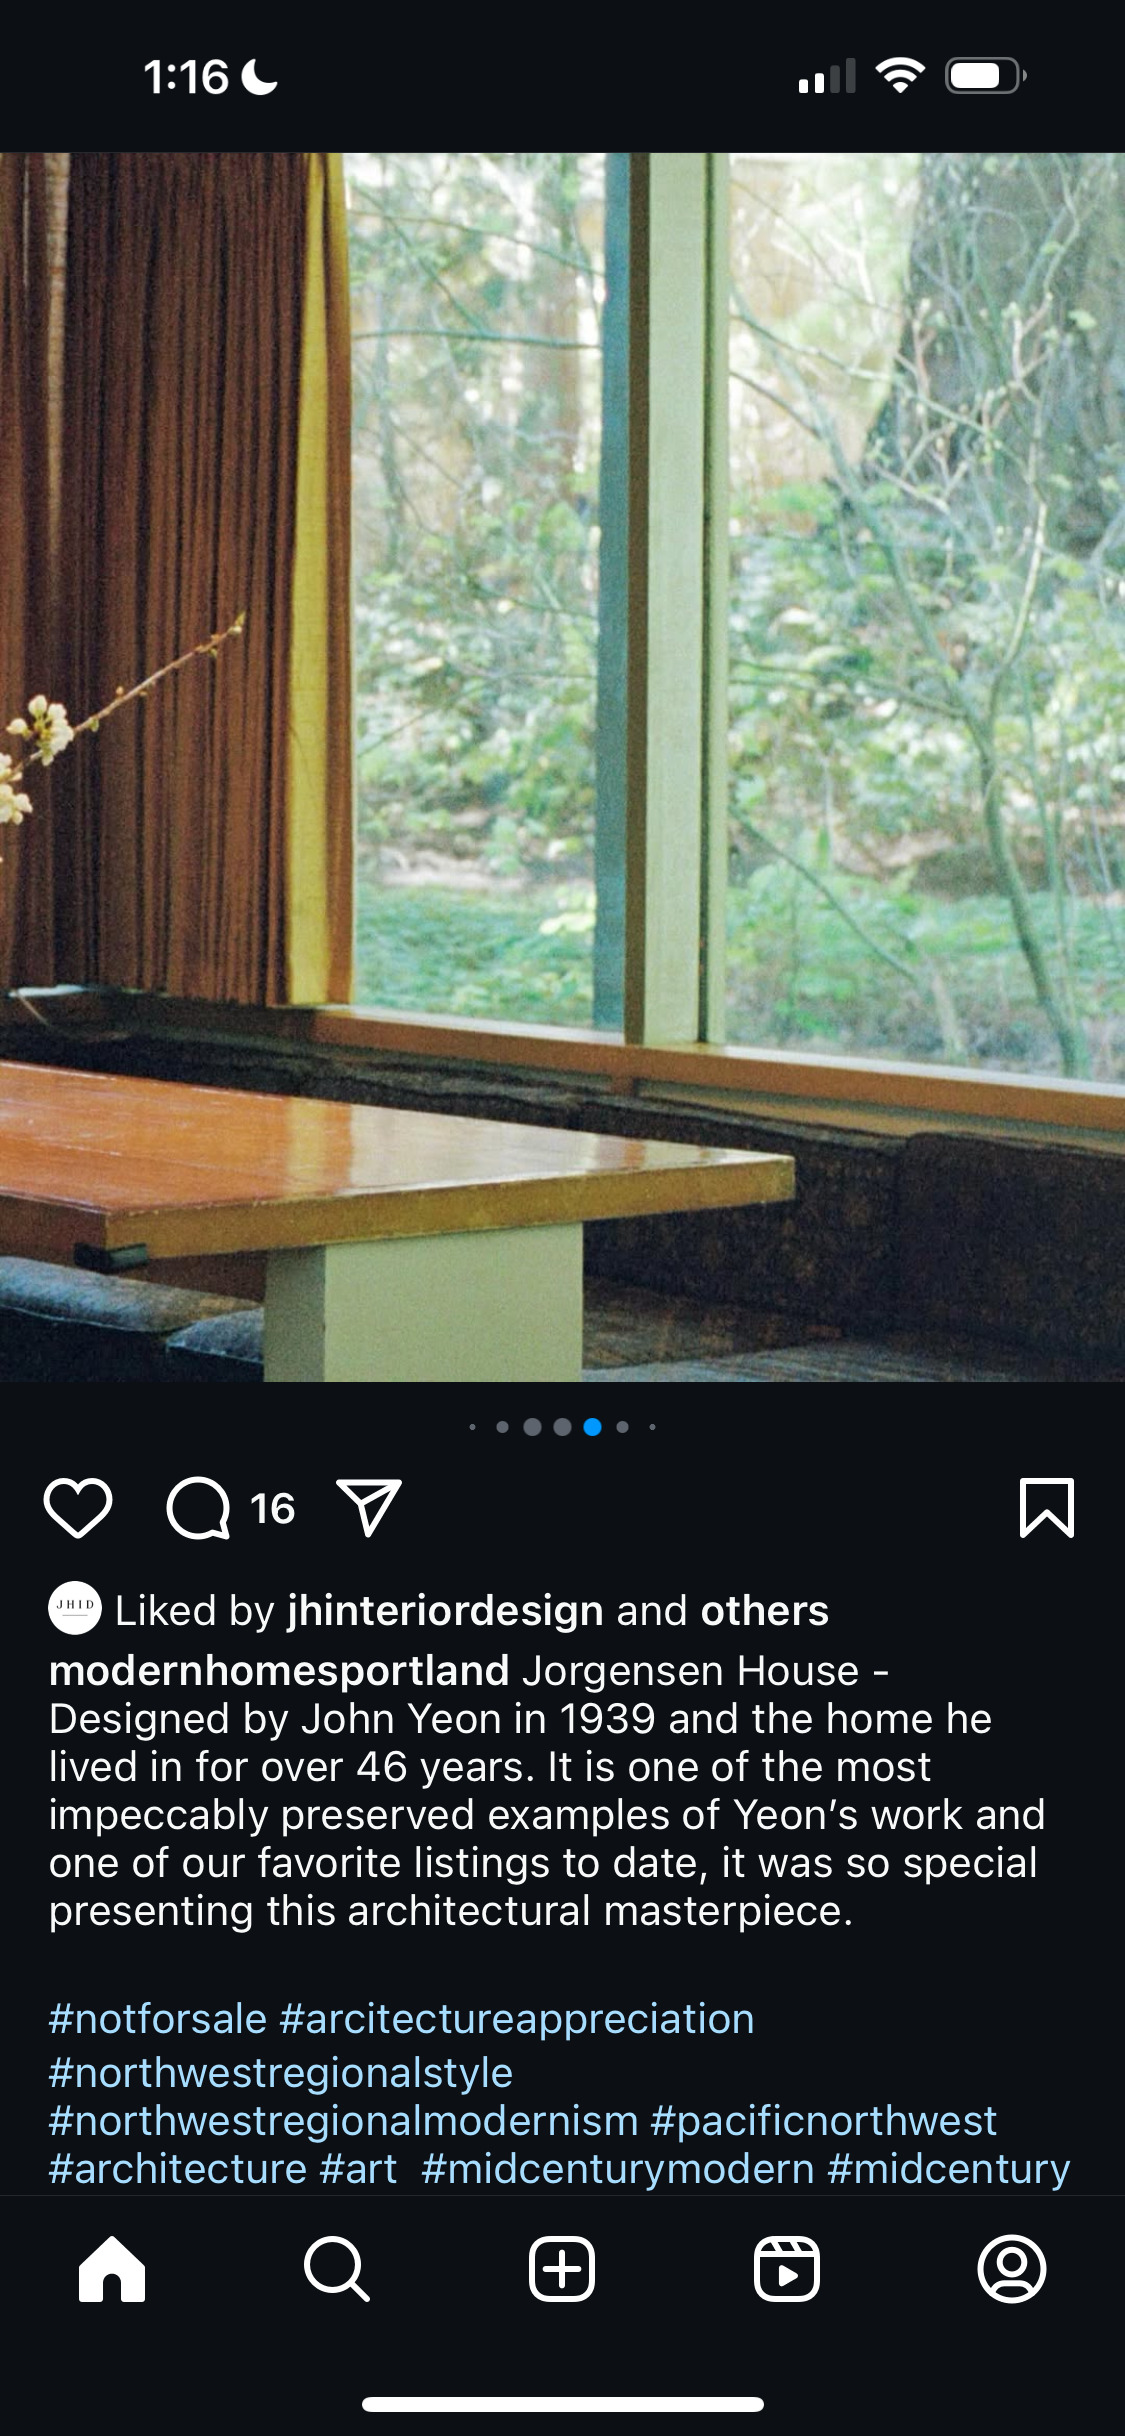 1:16
16
JHID
Liked by jhinteriordesign and others
modernhomesportland Jorgensen House -
Designed by John Yeon in 1939 and the home he
lived in for over 46 years. It is one of the most
impeccably preserved examples of Yeon’s work and
one of our favorite listings to date, it was so special
presenting this architectural masterpiece.
#notforsale #arcitectureappreciation
#northwestregionalstyle
#northwestregionalmodernism #pacificnorthwest
#architecture #art #midcenturymodern #midcentury